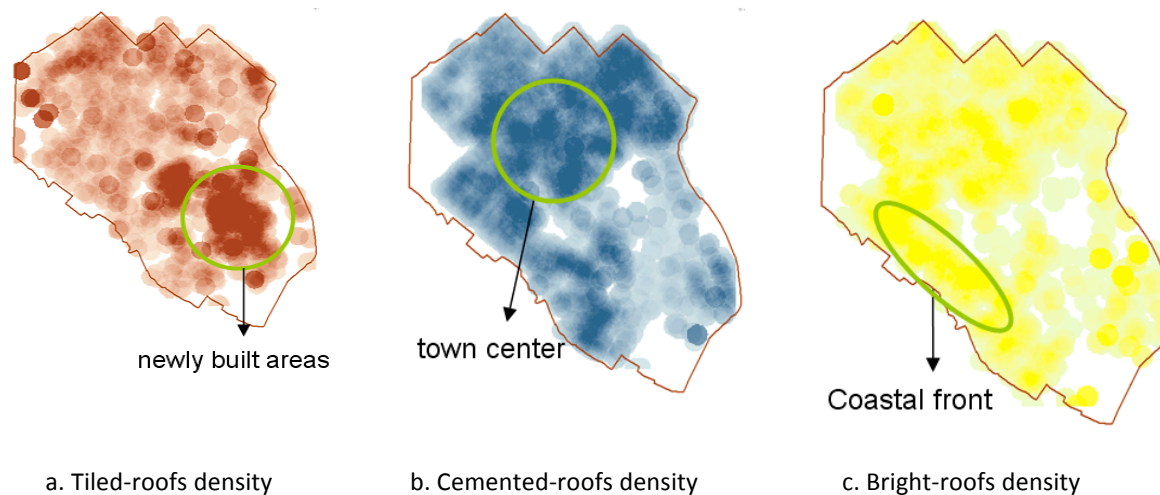 newly built areas
town center
Coastal front
a. Tiled-roofs density
b. Cemented-roofs density
c. Bright-roofs density